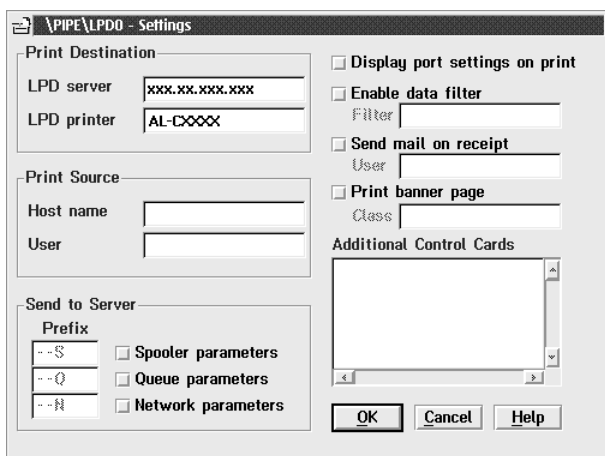 \PIPE\LPD0 - Settings
Print Destination
LPD server
xxx.xx.xxx.xxx
LPD printer
AL-CXXXX
Print Source
Host name
User
Send to Server
Prefix
--S
Spooler parameters
--Q
Queue parameters
--N
Network parameters
Display port settings on print
Enable data filter
Filter
Send mail on receipt
User
Print banner page
Class
Additional Control Cards
OK
Cancel
Help